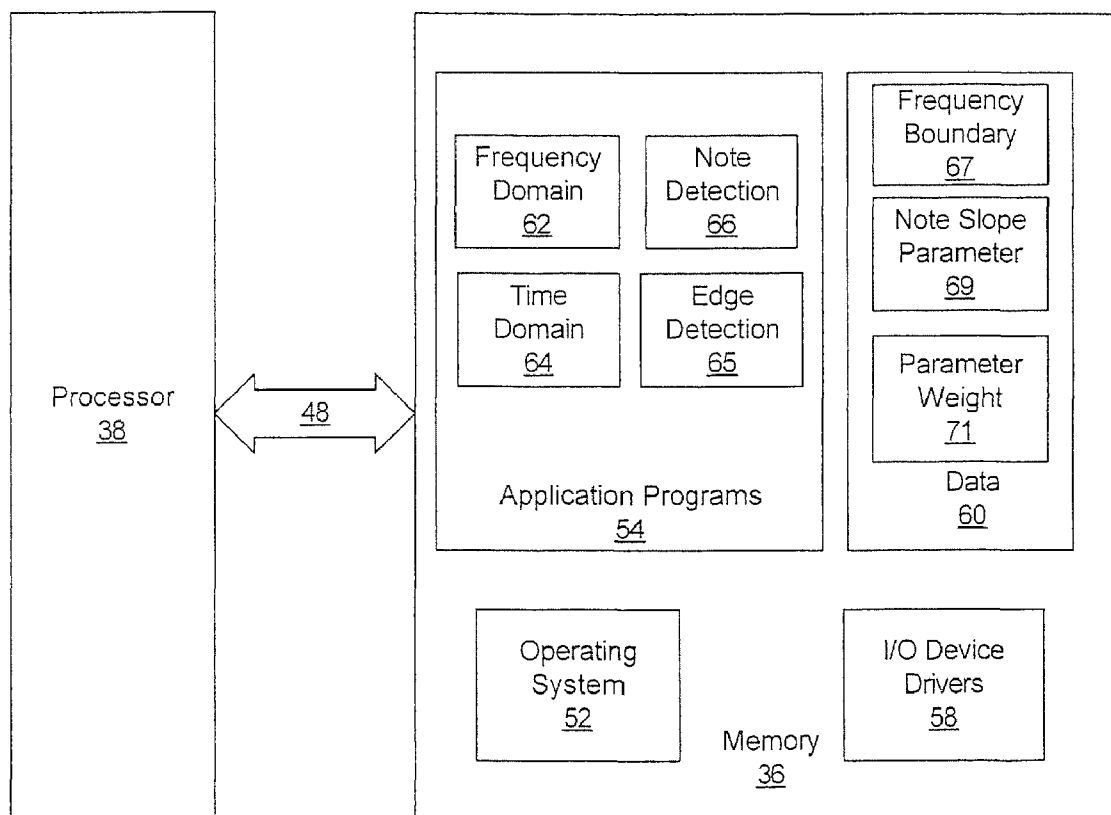 Processor
38
48
Frequency
Domain
62
Note
Detection
66
Time
Domain
64
Edge
Detection
65
Application Programs
54
Frequency
Boundary
67
Note Slope
Parameter
69
Parameter
Weight
71
Data
60
Operating
System
52
I/O Device
Drivers
58
Memory
36